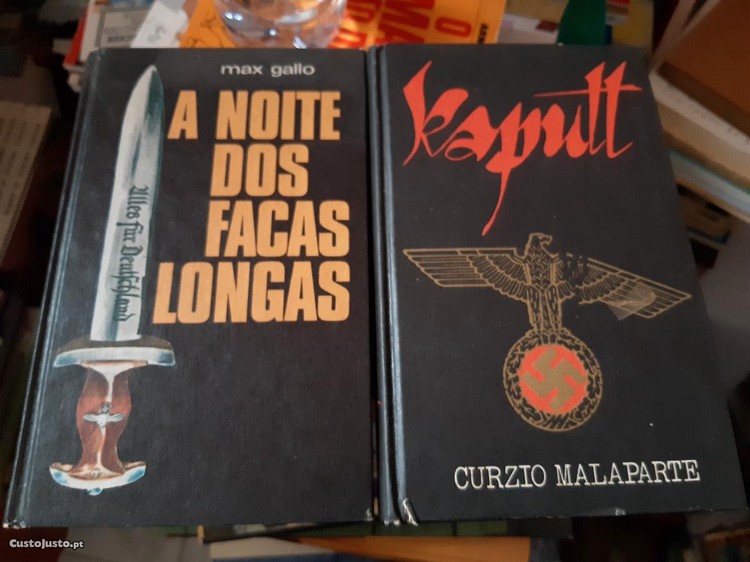 max gallo
A NOITE
DOS
FACAS
LONGAS
Alles für Deutschland
Kaputt
CURZIO MALAPARTE
CustoJusto.pt